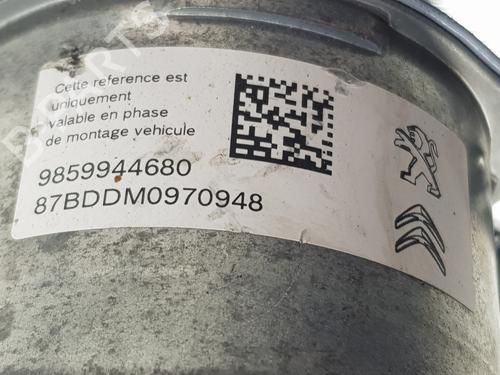 Cette reference est
uniquement
valable en phase
de montage vehicule
9859944680
87BDDM0970948